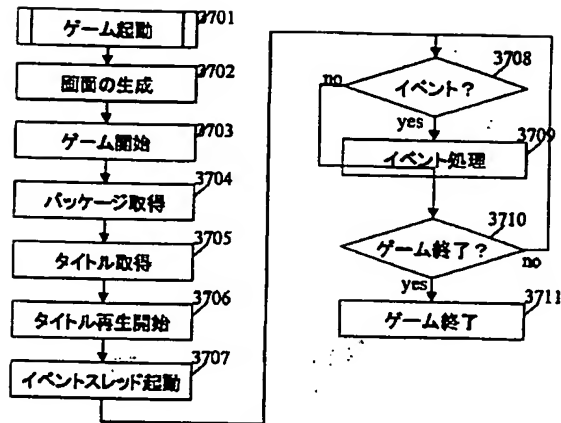 ゲーム起動
3701
画面の生成
3702
ゲーム開始
3703
パッケージ取得
3704
タイトル取得
3705
タイトル再生開始
3706
イベントスレッド起動
3707
イベント?
3708
no
yes
イベント処理
3709
ゲーム終了?
3710
no
yes
ゲーム終了
3711